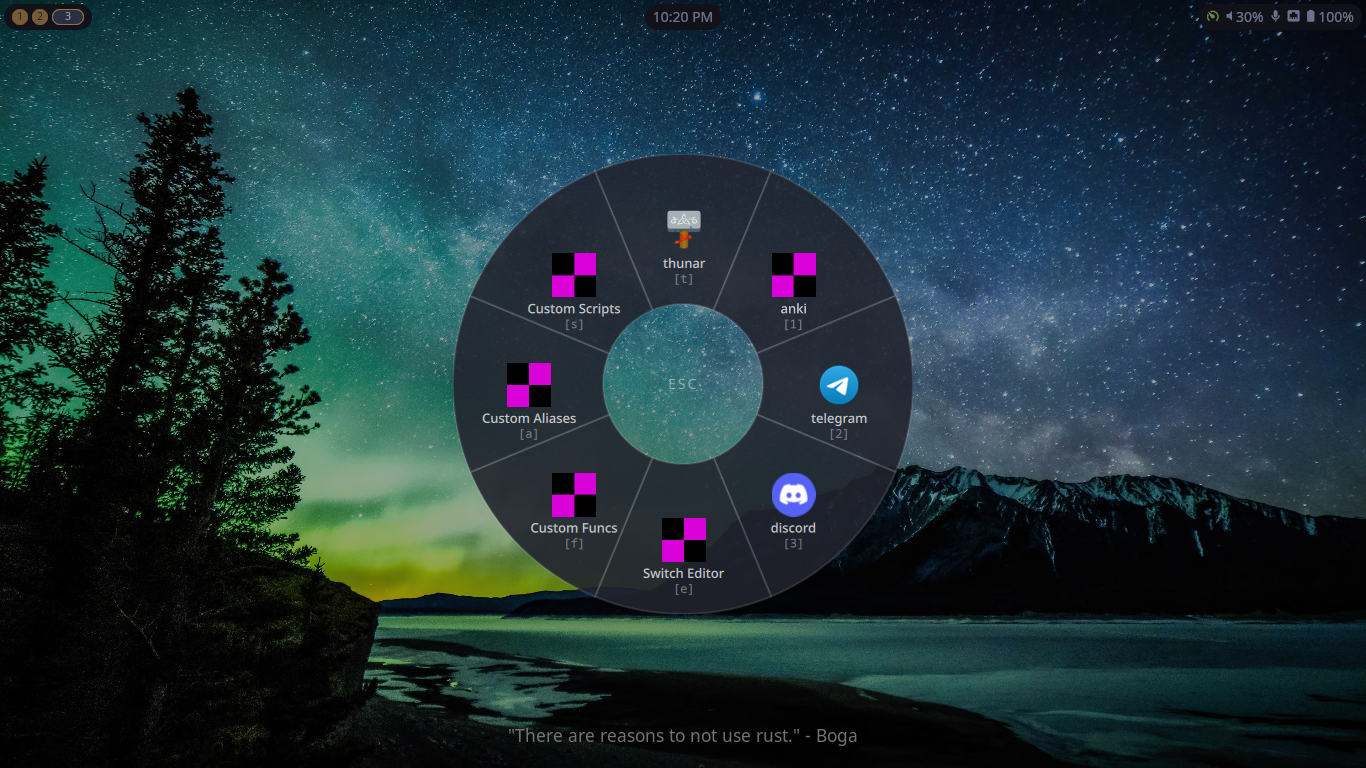 1 2 3
10:20 PM
30% 100%
thunar
[t]
Custom Scripts
[s]
anki
[1]
Custom Aliases
[a]
ESC
telegram
[2]
Custom Funcs
[f]
discord
[3]
Switch Editor
[e]
"There are reasons to not use rust." - Boga